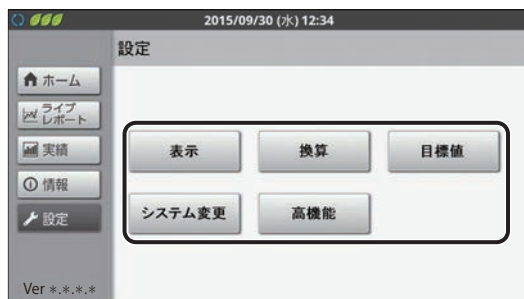 2015/09/30 (水) 12:34
設定
ホーム
ライブ
レポート
実績
情報
設定
表示
換算
目標値
システム変更
高機能
Ver *.*.*.*